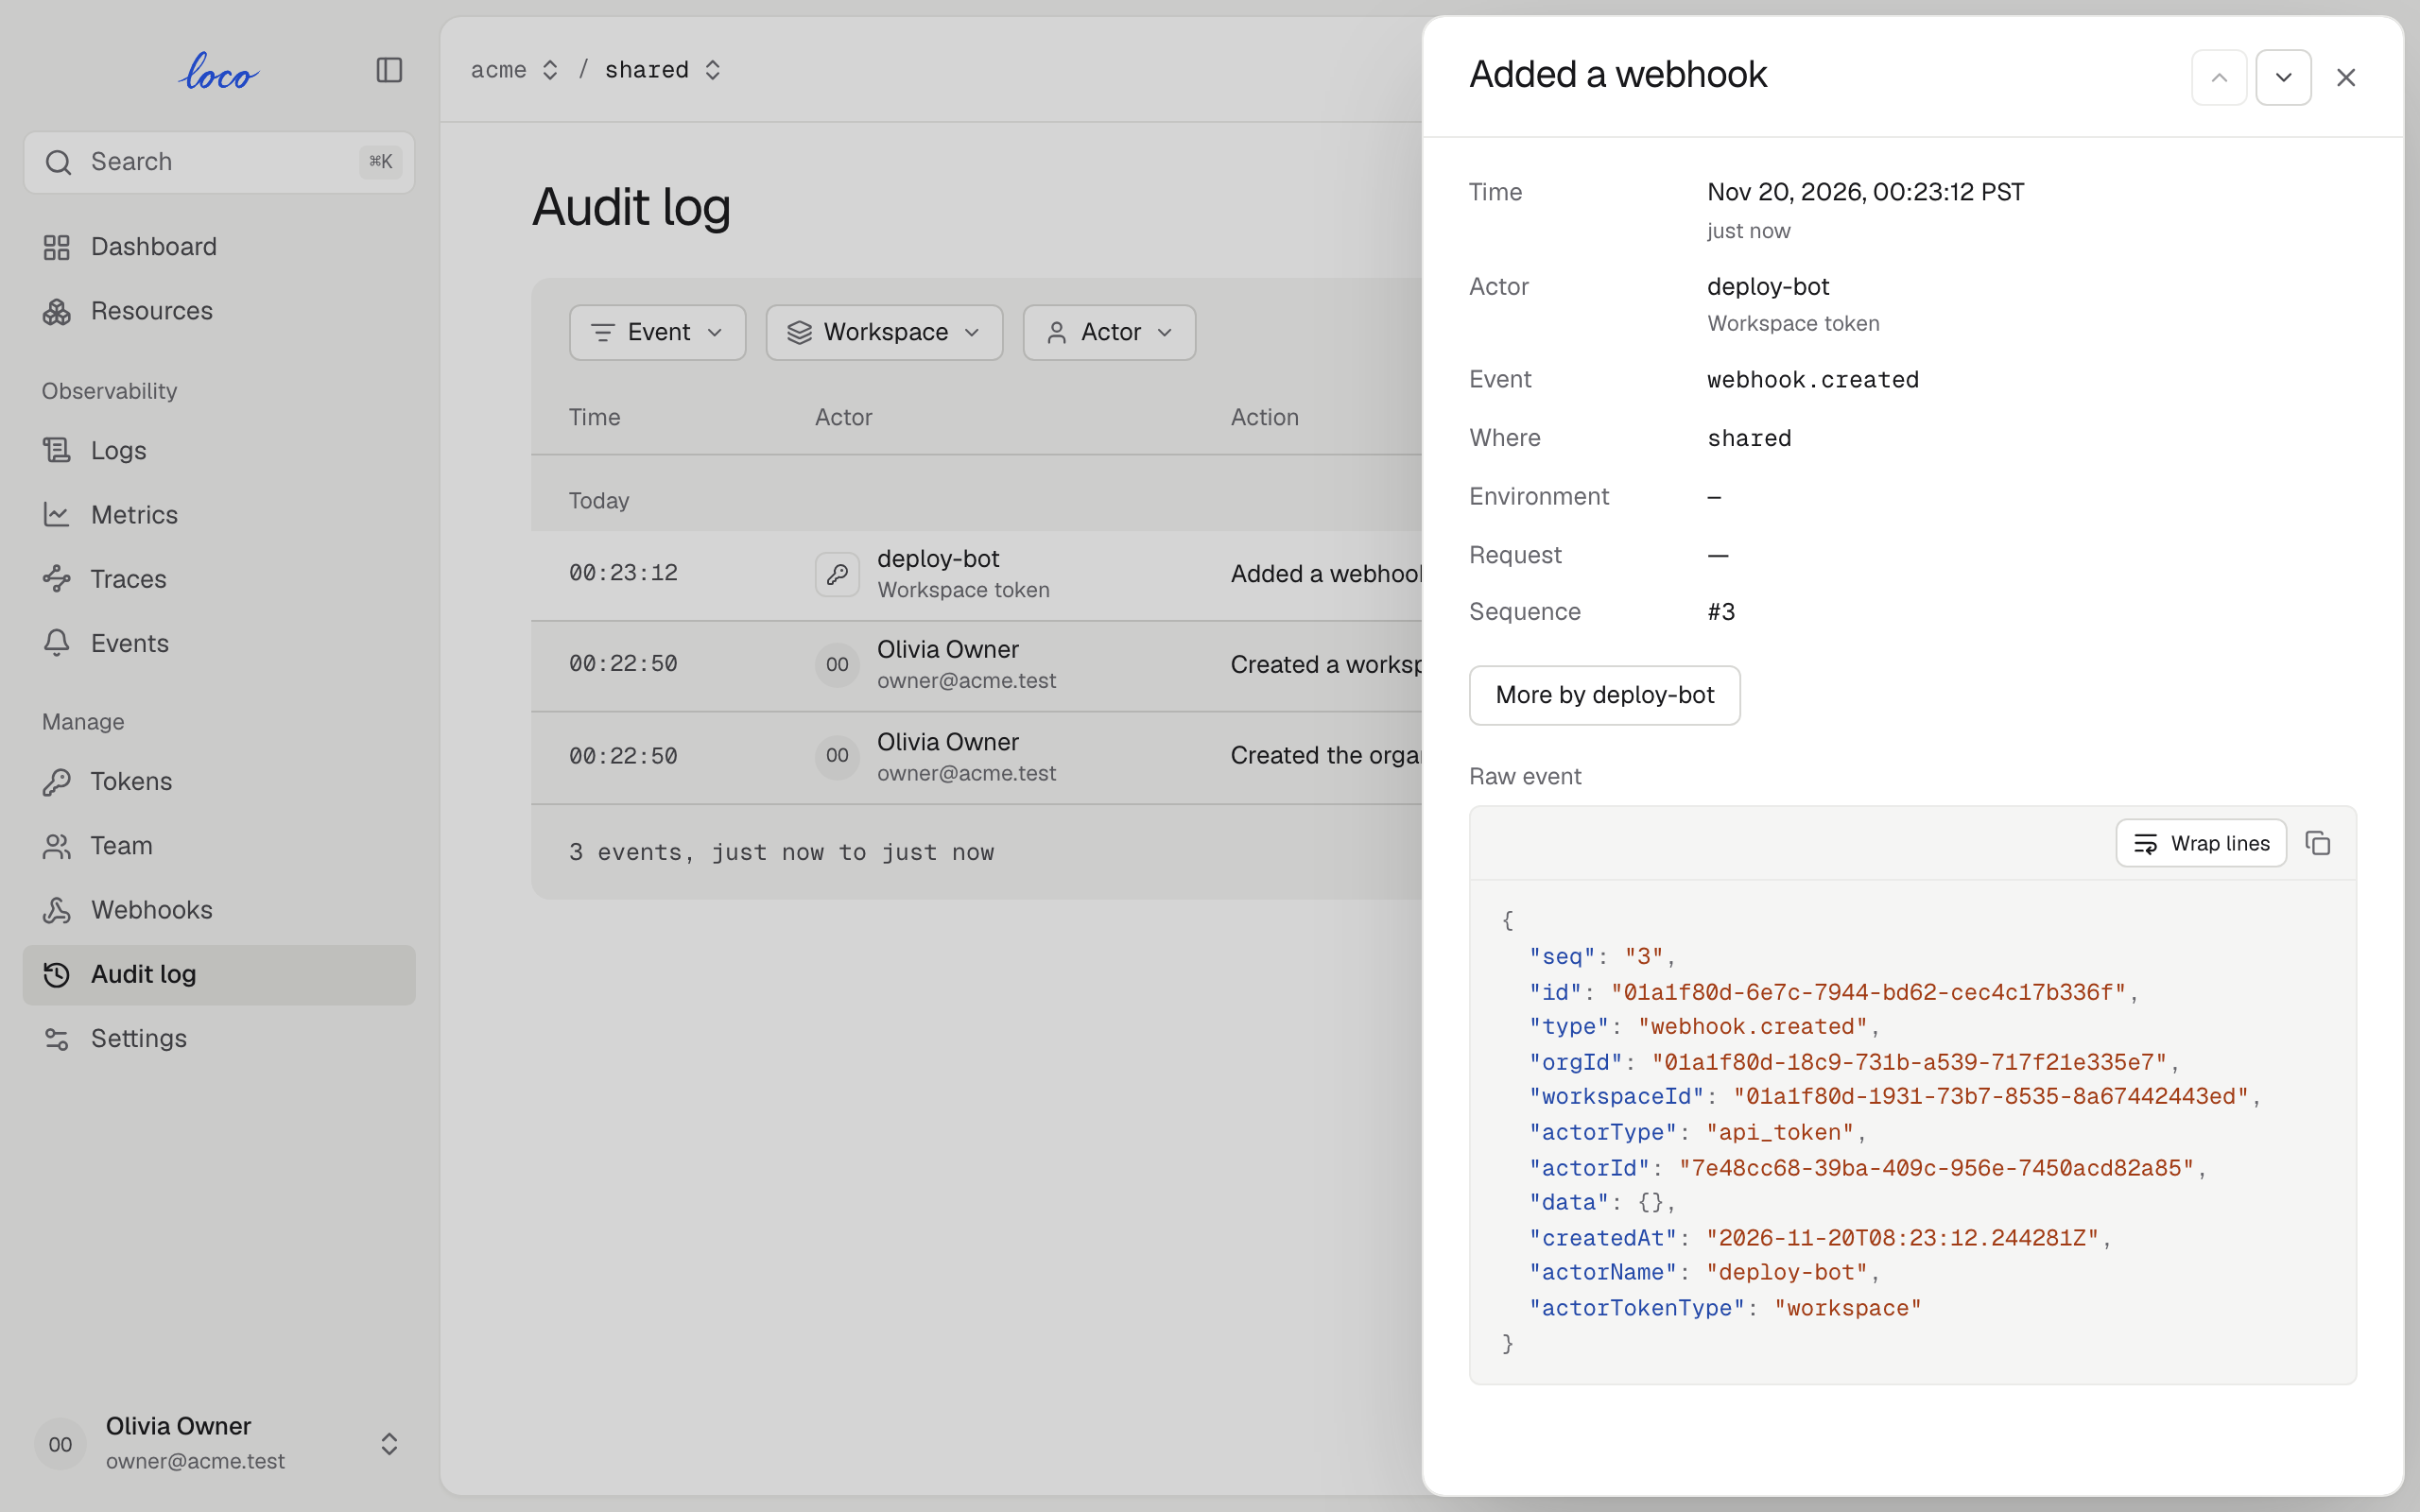 loco
Search ⌘K
Dashboard
Resources
Observability
Logs
Metrics
Traces
Events
Manage
Tokens
Team
Webhooks
Audit log
Settings
OO Olivia Owner
owner@acme.test
acme / shared
Audit log
Event Workspace Actor
Time Actor Action
Today
00:23:12 deploy-bot Added a webhook
Workspace token
00:22:50 OO Olivia Owner Created a worksp
owner@acme.test
00:22:50 OO Olivia Owner Created the orga
owner@acme.test
3 events, just now to just now
Added a webhook
Time Nov 20, 2026, 00:23:12 PST
just now
Actor deploy-bot
Workspace token
Event webhook.created
Where shared
Environment –
Request —
Sequence #3
More by deploy-bot
Raw event
Wrap lines
{
"seq": "3",
"id": "01a1f80d-6e7c-7944-bd62-cec4c17b336f",
"type": "webhook.created",
"orgId": "01a1f80d-18c9-731b-a539-717f21e335e7",
"workspaceId": "01a1f80d-1931-73b7-8535-8a67442443ed",
"actorType": "api_token",
"actorId": "7e48cc68-39ba-409c-956e-7450acd82a85",
"data": {},
"createdAt": "2026-11-20T08:23:12.244281Z",
"actorName": "deploy-bot",
"actorTokenType": "workspace"
}